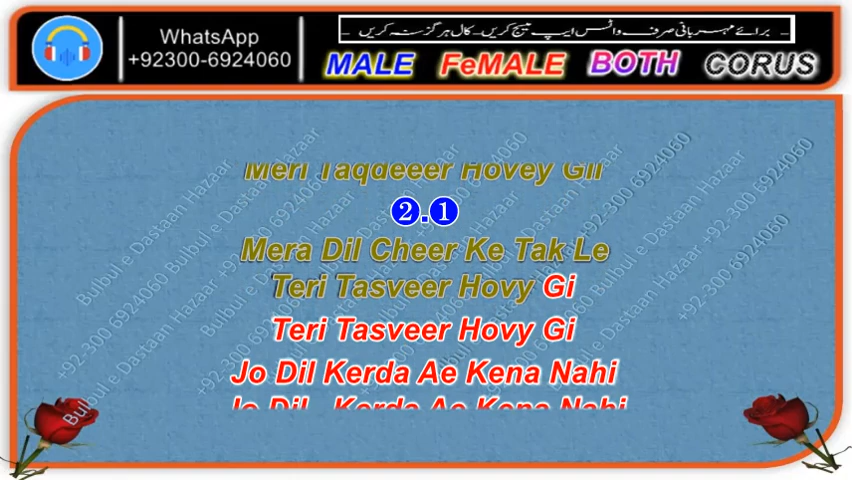 WhatsApp
+92300-6924060
برائے مہربانی صرف واٹس ایپ میسج کریں۔کال ہرگز نہ کریں
MALE FeMALE BOTH CORUS
Meri Taqdeeer Hovey GII
2.1
Mera Dil Cheer Ke Tak Le
Teri Tasveer Hovy Gi
Teri Tasveer Hovy Gi
Jo Dil Kerda Ae Kena Nahi
Jo Dil Kerda Ae Kena Nahi
Bulbul e Dastaan Hazaar
+92-300 6924060